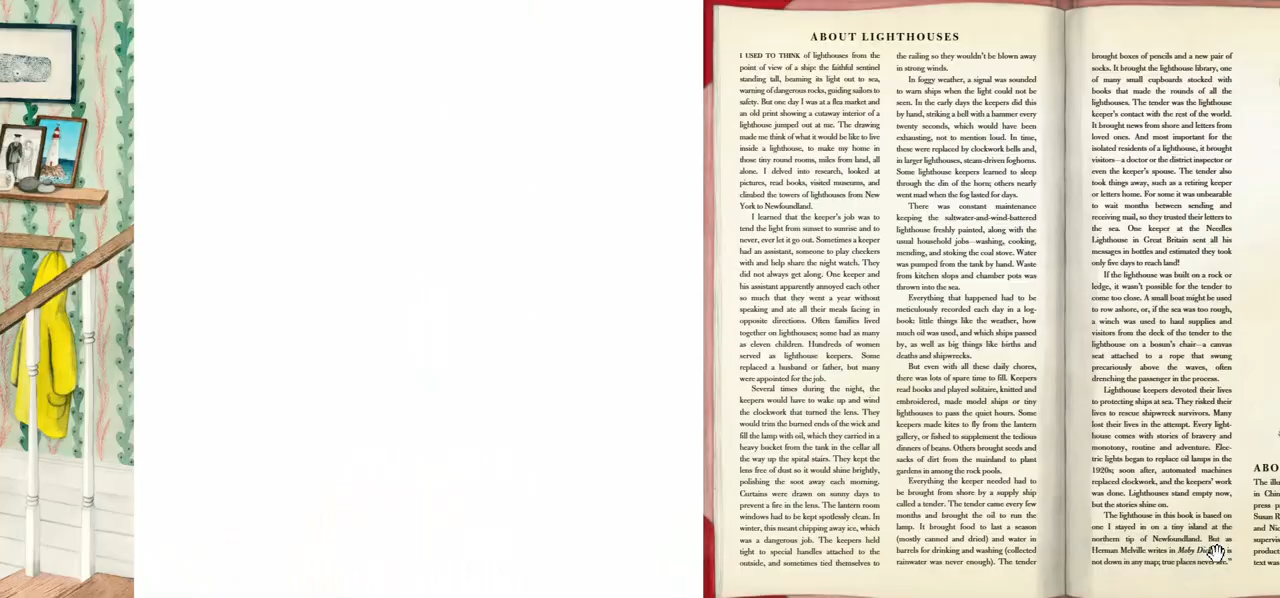 ABOUT LIGHTHOUSES
I USED TO THINK of lighthouses from the
point of view of a ship: the faithful sentinel
standing tall, beaming its light out to sea,
warning of dangerous rocks, guiding sailors to
safety. But one day I was at a flea market and
an old print showing a cutaway interior of a
lighthouse jumped out at me. The drawing
made me think of what it would be like to live
inside a lighthouse, to make my home in
those tiny round rooms, miles from land, all
alone. I delved into research, looked at
pictures, read books, visited museums, and
climbed the towers of lighthouses from New
York to Newfoundland.
I learned that the keeper's job was to
tend the light from sunset to sunrise and to
never, ever let it go out. Sometimes a keeper
had an assistant, someone to play checkers
with and help share the night watch. They
did not always get along. One keeper and
his assistant apparently annoyed each other
so much that they went a year without
speaking and ate all their meals facing in
opposite directions. Often families lived
together on lighthouses; some had as many
as eleven children. Hundreds of women
served as lighthouse keepers. Some
replaced a husband or father, but many
were appointed for the job.
Several times during the night, the
keepers would have to wake up and wind
the clockwork that turned the lens. They
would trim the burned ends of the wick and
fill the lamp with oil, which they carried in a
heavy bucket from the tank in the cellar all
the way up the spiral stairs. They kept the
lens free of dust so it would shine brightly,
polishing the soot away each morning.
Curtains were drawn on sunny days to
prevent a fire in the lens. The lantern room
windows had to be kept spotlessly clean. In
winter, this meant chipping away ice, which
was a dangerous job. The keepers held
tight to special handles attached to the
outside, and sometimes tied themselves to
the railing so they wouldn't be blown away
in strong winds.
In foggy weather, a signal was sounded
to warn ships when the light could not be
seen. In the early days the keepers did this
by hand, striking a bell with a hammer every
twenty seconds, which would have been
exhausting, not to mention loud. In time,
these were replaced by clockwork bells and,
in larger lighthouses, steam-driven foghorns.
Some lighthouse keepers learned to sleep
through the din of the horn; others nearly
went mad when the fog lasted for days.
There was constant maintenance
keeping the saltwater-and-wind-battered
lighthouse freshly painted, along with the
usual household jobs—washing, cooking,
mending, and stoking the coal stove. Water
was pumped from the tank by hand. Waste
from kitchen slops and chamber pots was
thrown into the sea.
Everything that happened had to be
meticulously recorded each day in a log-
book: little things like the weather, how
much oil was used, and which ships passed
by, as well as big things like births and
deaths and shipwrecks.
But even with all these daily chores,
there was lots of spare time to fill. Keepers
read books and played solitaire, knitted and
embroidered, made model ships or tiny
lighthouses to pass the quiet hours. Some
keepers made kites to fly from the lantern
gallery, or fished to supplement the tedious
dinners of beans. Others brought seeds and
sacks of dirt from the mainland to plant
gardens in among the rock pools.
Everything the keeper needed had to
be brought from shore by a supply ship
called a tender. The tender came every few
months and brought the oil to run the
lamp. It brought food to last a season
(mostly canned and dried) and water in
barrels for drinking and washing (collected
rainwater was never enough). The tender
brought boxes of pencils and a new pair of
socks. It brought the lighthouse library, one
of many small cupboards stocked with
books that made the rounds of all the
lighthouses. The tender was the lighthouse
keeper's contact with the rest of the world.
It brought news from shore and letters from
loved ones. And most important for the
isolated residents of a lighthouse, it brought
visitors—a doctor or the district inspector or
even the keeper's spouse. The tender also
took things away, such as a retiring keeper
or letters home. For some it was unbearable
to wait months between sending and
receiving mail, so they trusted their letters to
the sea. One keeper at the Needles
Lighthouse in Great Britain sent all his
messages in bottles and estimated they took
only five days to reach land!
If the lighthouse was built on a rock or
ledge, it wasn't possible for the tender to
come too close. A small boat might be used
to row ashore, or, if the sea was too rough,
a winch was used to haul supplies and
visitors from the deck of the tender to the
lighthouse on a bosun's chair—a canvas
seat attached to a rope that swung
precariously above the waves, often
drenching the passenger in the process.
Lighthouse keepers devoted their lives
to protecting ships at sea. They risked their
lives to rescue shipwreck survivors. Many
lost their lives in the attempt. Every light-
house comes with stories of bravery and
monotony, routine and adventure. Elec-
tric lights began to replace oil lamps in the
1920s; soon after, automated machines
replaced clockwork, and the keepers' work
was done. Lighthouses stand empty now,
but the stories shine on.
The lighthouse in this book is based on
one I stayed in on a tiny island at the
northern tip of Newfoundland. But as
Herman Melville writes in Moby is
not down in any map; true places
ABO
The illu
in Chin
press p
Susan R
and Nic
supervis
product
text was